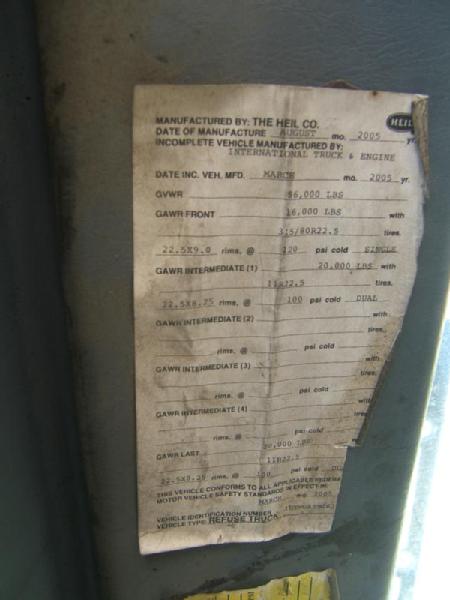 MANUFACTURED BY: THE HEIL CO.
HEIL
DATE OF MANUFACTURE AUGUST mo. 2005 yr.
INCOMPLETE VEHICLE MANUFACTURED BY:
INTERNATIONAL TRUCK & ENGINE
DATE INC. VEH. MFD. MARCH mo. 2005 yr.
GVWR 56,000 LBS
GAWR FRONT 16,000 LBS with
315/80R22.5 tires.
22.5X9.0 rims, @ 120 psi cold SINGLE
GAWR INTERMEDIATE (1) 20,000 LBS with
11R22.5 tires.
22.5X8.25 rims, @ 100 psi cold DUAL
GAWR INTERMEDIATE (2) with
tires.
rims, @ psi cold
GAWR INTERMEDIATE (3) with
tires.
rims, @ psi cold
GAWR INTERMEDIATE (4) with
tires
rims, @ psi cold
GAWR LAST 20,000 LBS
11R22.5
22.5X8.25 rims, @ 100 psi cold
THIS VEHICLE CONFORMS TO ALL APPLICABLE
MOTOR VEHICLE SAFETY STANDARDS IN EFFECT IN:
MARCH 2005
VEHICLE IDENTIFICATION NUMBER
VEHICLE TYPE: REFUSE TRUCK